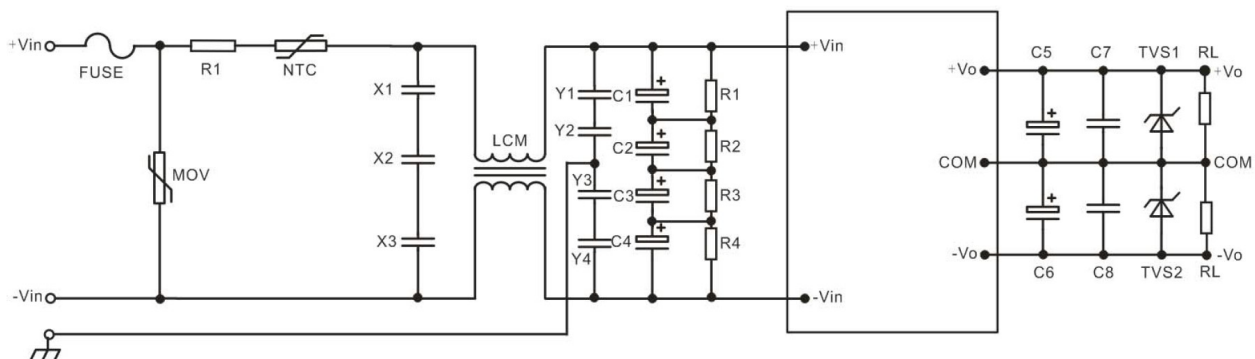 +Vin
FUSE
R1
NTC
MOV
X1
X2
X3
-Vin
LCM
Y1
Y2
Y3
Y4
C1
C2
C3
C4
+
+
+
+
R1
R2
R3
R4
+Vin
-Vin
+Vo
COM
-Vo
C5
C7
TVS1
RL
+Vo
+
COM
+
-Vo
C6
C8
TVS2
RL